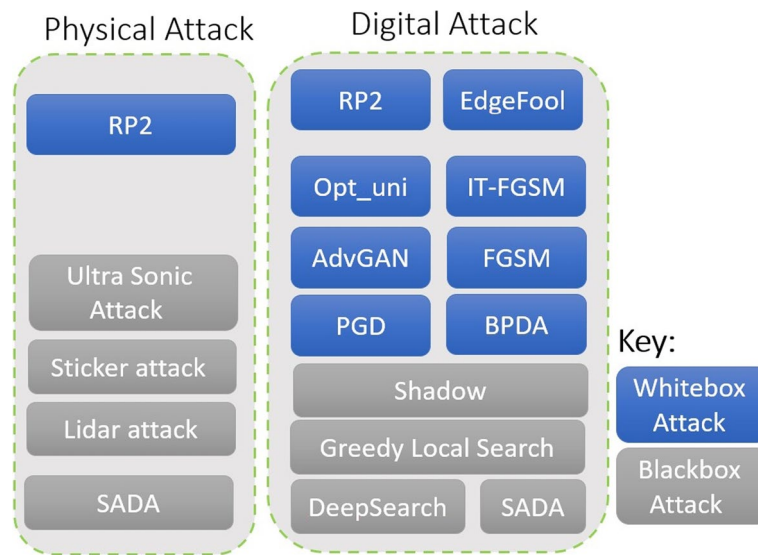 Physical Attack
RP2
Ultra Sonic
Attack
Sticker attack
Lidar attack
SADA
Digital Attack
RP2
EdgeFool
Opt_uni
IT-FGSM
AdvGAN
FGSM
PGD
BPDA
Shadow
Greedy Local Search
DeepSearch
SADA
Key:
Whitebox
Attack
Blackbox
Attack